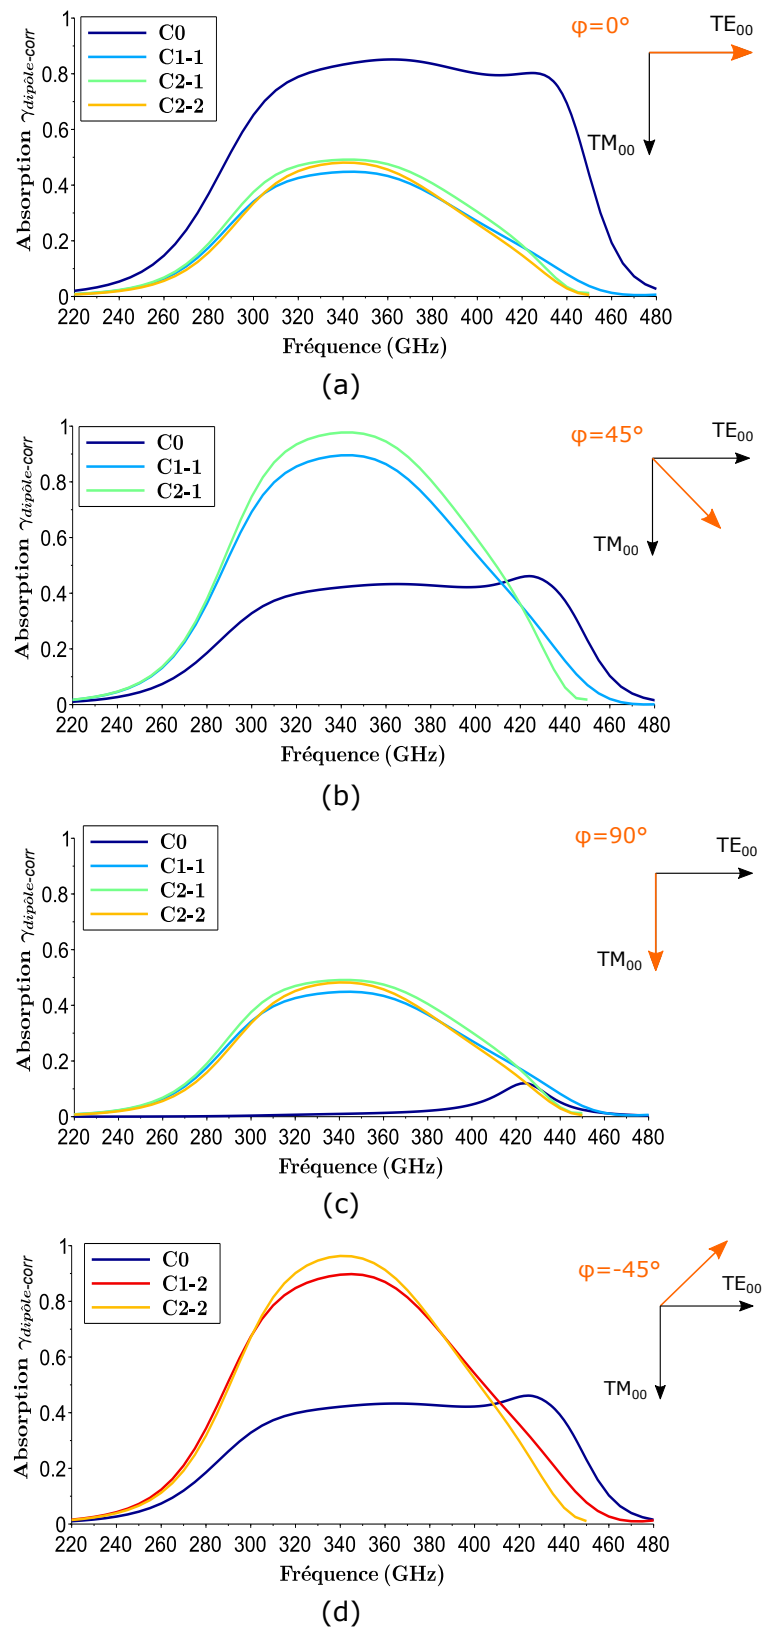 Absorption γdipôle-corr
1
0.8
0.6
0.4
0.2
0
C0
C1-1
C2-1
C2-2
φ=0°
TE00
TM00
220 240 260 280 300 320 340 360 380 400 420 440 460 480
Fréquence (GHz)
(a)
Absorption γdipôle-corr
1
0.8
0.6
0.4
0.2
0
C0
C1-1
C2-1
φ=45°
TE00
TM00
220 240 260 280 300 320 340 360 380 400 420 440 460 480
Fréquence (GHz)
(b)
Absorption γdipôle-corr
1
0.8
0.6
0.4
0.2
0
C0
C1-1
C2-1
C2-2
φ=90°
TE00
TM00
220 240 260 280 300 320 340 360 380 400 420 440 460 480
Fréquence (GHz)
(c)
Absorption γdipôle-corr
1
0.8
0.6
0.4
0.2
0
C0
C1-2
C2-2
φ=-45°
TE00
TM00
220 240 260 280 300 320 340 360 380 400 420 440 460 480
Fréquence (GHz)
(d)